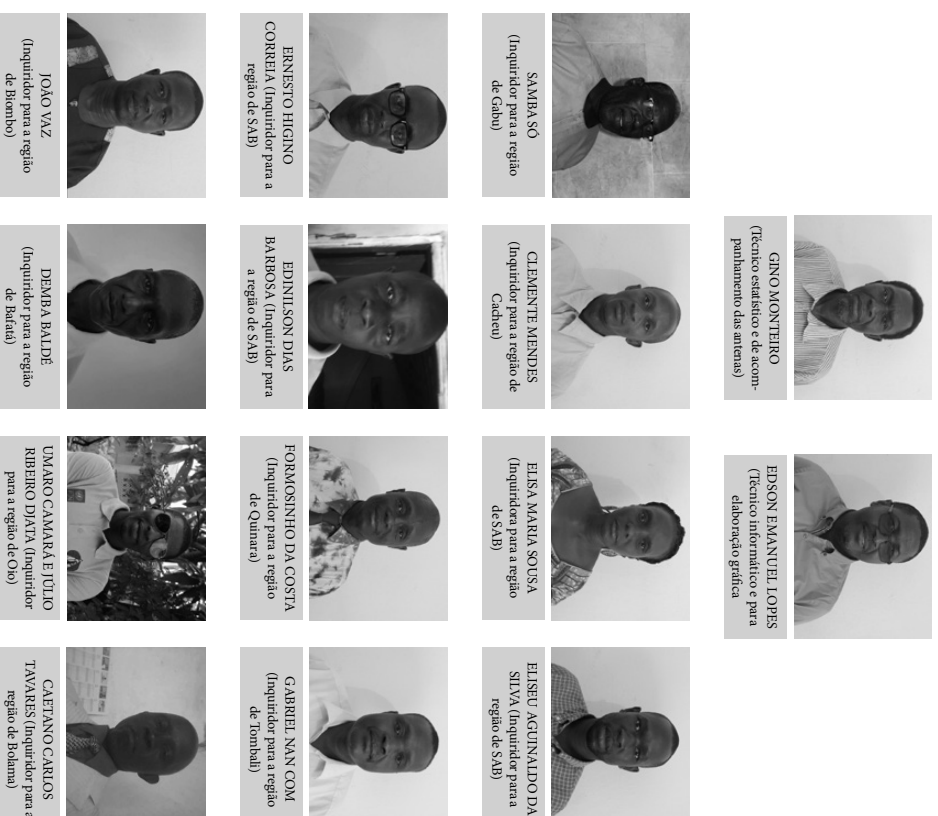 GINO MONTEIRO
(Técnico estatístico e de acom-
panhamento das antenas)
EDSON EMANUEL LOPES
(Técnico informático e para
elaboração gráfica
SAMBA SÓ
(Inquiridor para a região
de Gabu)
CLEMENTE MENDES
(Inquiridor para a região de
Cacheu)
ELISA MARIA SOUSA
(Inquiridora para a região
de SAB)
ELISEU AGUINALDO DA
SILVA (Inquiridor para a
região de SAB)
ERNESTO HIGINO
CORREIA (Inquiridor para a
região de SAB)
EDINILSON DIAS
BARBOSA (Inquiridor para
a região de SAB)
FORMOSINHO DA COSTA
(Inquiridor para a região
de Quinara)
GABRIEL NAN COM
(Inquiridor para a região
de Tombali)
JOÃO VAZ
(Inquiridor para a região
de Biombo)
DEMBA BALDÉ
(Inquiridor para a região
de Bafatá)
UMARO CAMARÁ E JÚLIO
RIBEIRO DJATA (Inquiridor
para a região de Oio)
CAETANO CARLOS
TAVARES (Inquiridor para a
região de Bolama)